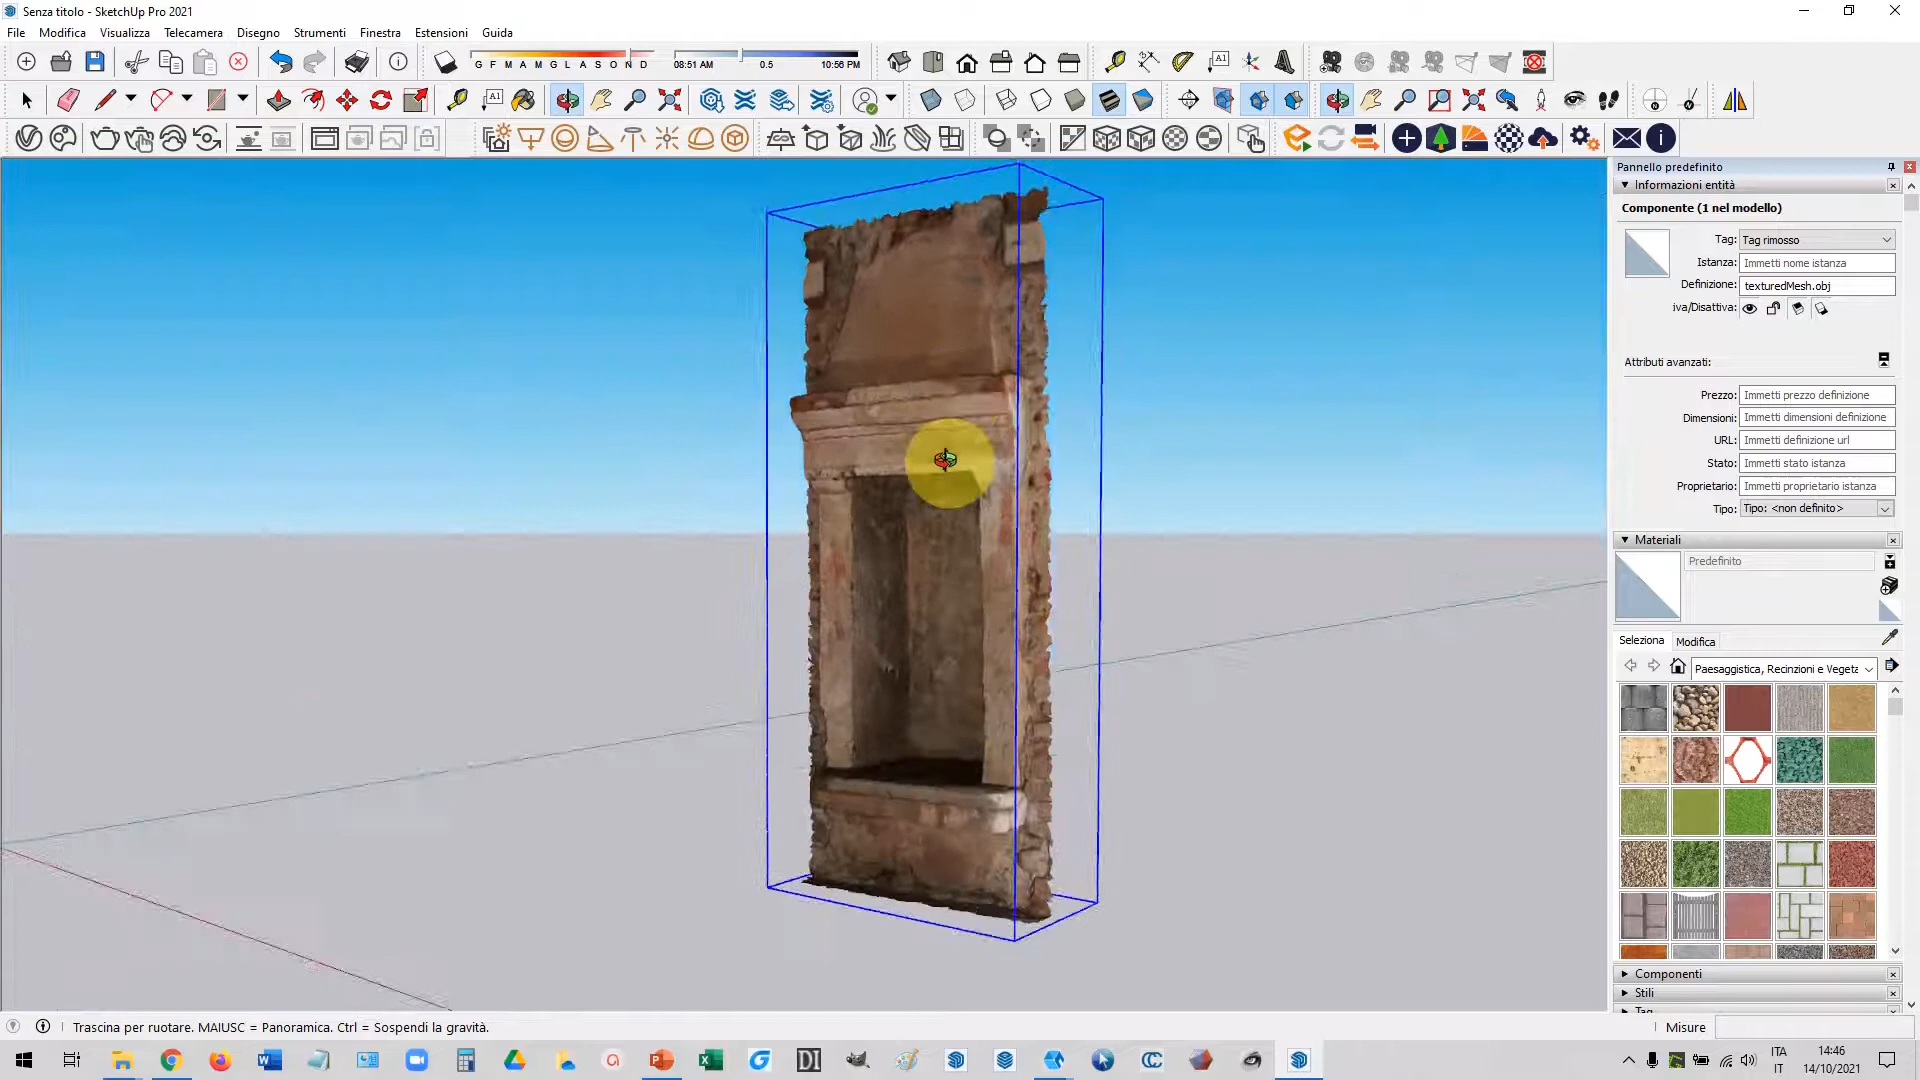 Senza titolo - SketchUp Pro 2021
File Modifica Visualizza Telecamera Disegno Strumenti Finestra Estensioni Guida
G F M A M G L A S O N D 08:51 AM 0.5 10:56 PM
A1
A1
Pannello predefinito
Informazioni entità
Componente (1 nel modello)
Tag: Tag rimosso
Istanza: Immetti nome istanza
Definizione: texturedMesh.obj
iva/Disattiva:
Attributi avanzati:
Prezzo: Immetti prezzo definizione
Dimensioni: Immetti dimensioni definizione
URL: Immetti definizione url
Stato: Immetti stato istanza
Proprietario: Immetti proprietario istanza
Tipo: Tipo: <non definito>
Materiali
Predefinito
Seleziona Modifica
Paesaggistica, Recinzioni e Vegeta
Componenti
Stili
Trascina per ruotare. MAIUSC = Panoramica. Ctrl = Sospendi la gravità.
Misure
ITA
IT
14:46
14/10/2021